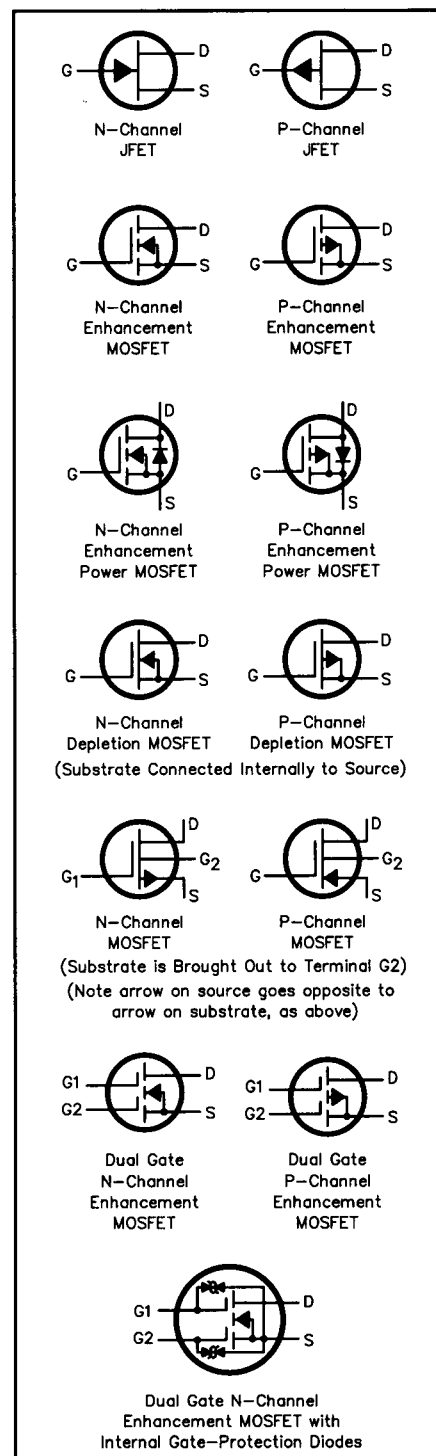 G D S
N-Channel
JFET
G D S
P-Channel
JFET
G D S
N-Channel
Enhancement
MOSFET
G D S
P-Channel
Enhancement
MOSFET
G D S
N-Channel
Enhancement
Power MOSFET
G D S
P-Channel
Enhancement
Power MOSFET
G D S
N-Channel
Depletion MOSFET
G D S
P-Channel
Depletion MOSFET
(Substrate Connected Internally to Source)
G1 D G2 S
N-Channel
MOSFET
G D G2 S
P-Channel
MOSFET
(Substrate is Brought Out to Terminal G2)
(Note arrow on source goes opposite to
arrow on substrate, as above)
G1 D
G2 S
Dual Gate
N-Channel
Enhancement
MOSFET
G1 D
G2 S
Dual Gate
P-Channel
Enhancement
MOSFET
G1 D
G2 S
Dual Gate N-Channel
Enhancement MOSFET with
Internal Gate-Protection Diodes